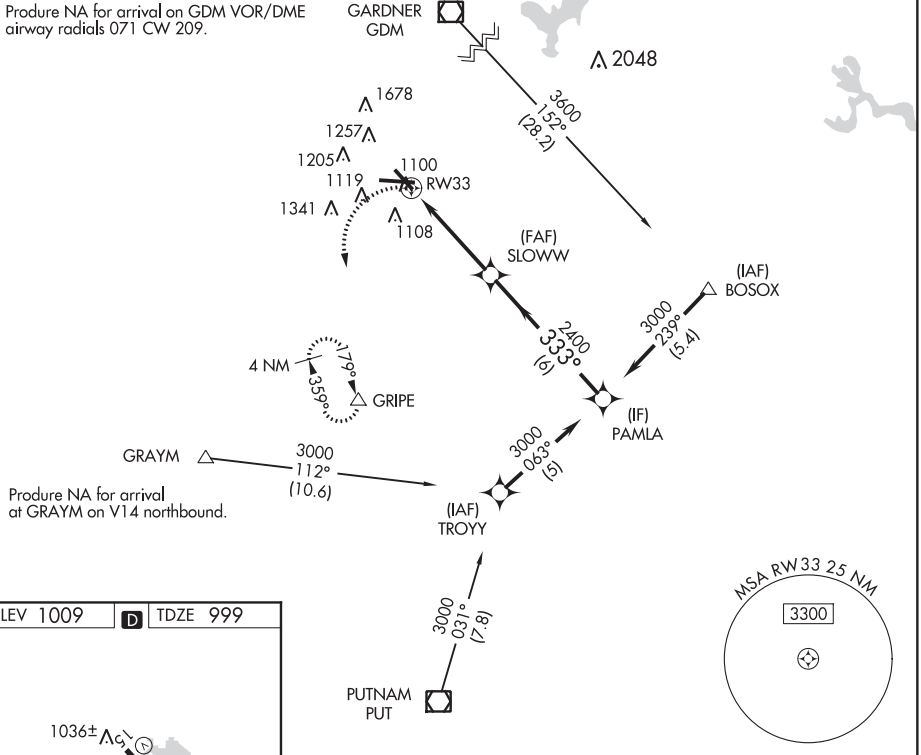 Produre NA for arrival on GDM VOR/DME
airway radials 071 CW 209.
GARDNER
GDM
2048
3600
152°
(28.2)
1678
1257
1205
1119
1341
1100
RW33
1108
(FAF)
SLOWW
(IAF)
BOSOX
3000
239°
(5.4)
2400
333°
(6)
(IF)
PAMLA
4 NM
179°
359°
GRIPE
GRAYM
3000
112°
(10.6)
3000
063°
(5)
(IAF)
TROYY
Produre NA for arrival
at GRAYM on V14 northbound.
3000
031°
(7.8)
PUTNAM
PUT
MSA RW33 25 NM
3300
LEV 1009
D
TDZE 999
1036±
15
V